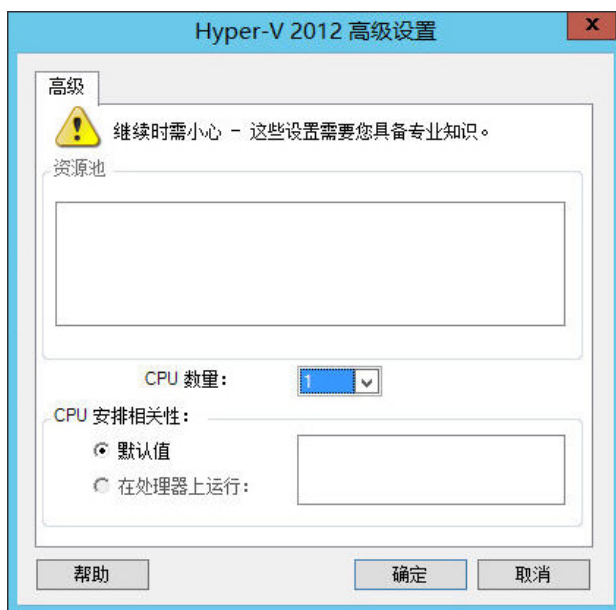 Hyper-V 2012 高级设置
x
高级
继续时需小心 - 这些设置需要您具备专业知识。
资源池
CPU 数量：
1
CPU 安排相关性：
默认值
在处理器上运行：
帮助
确定
取消